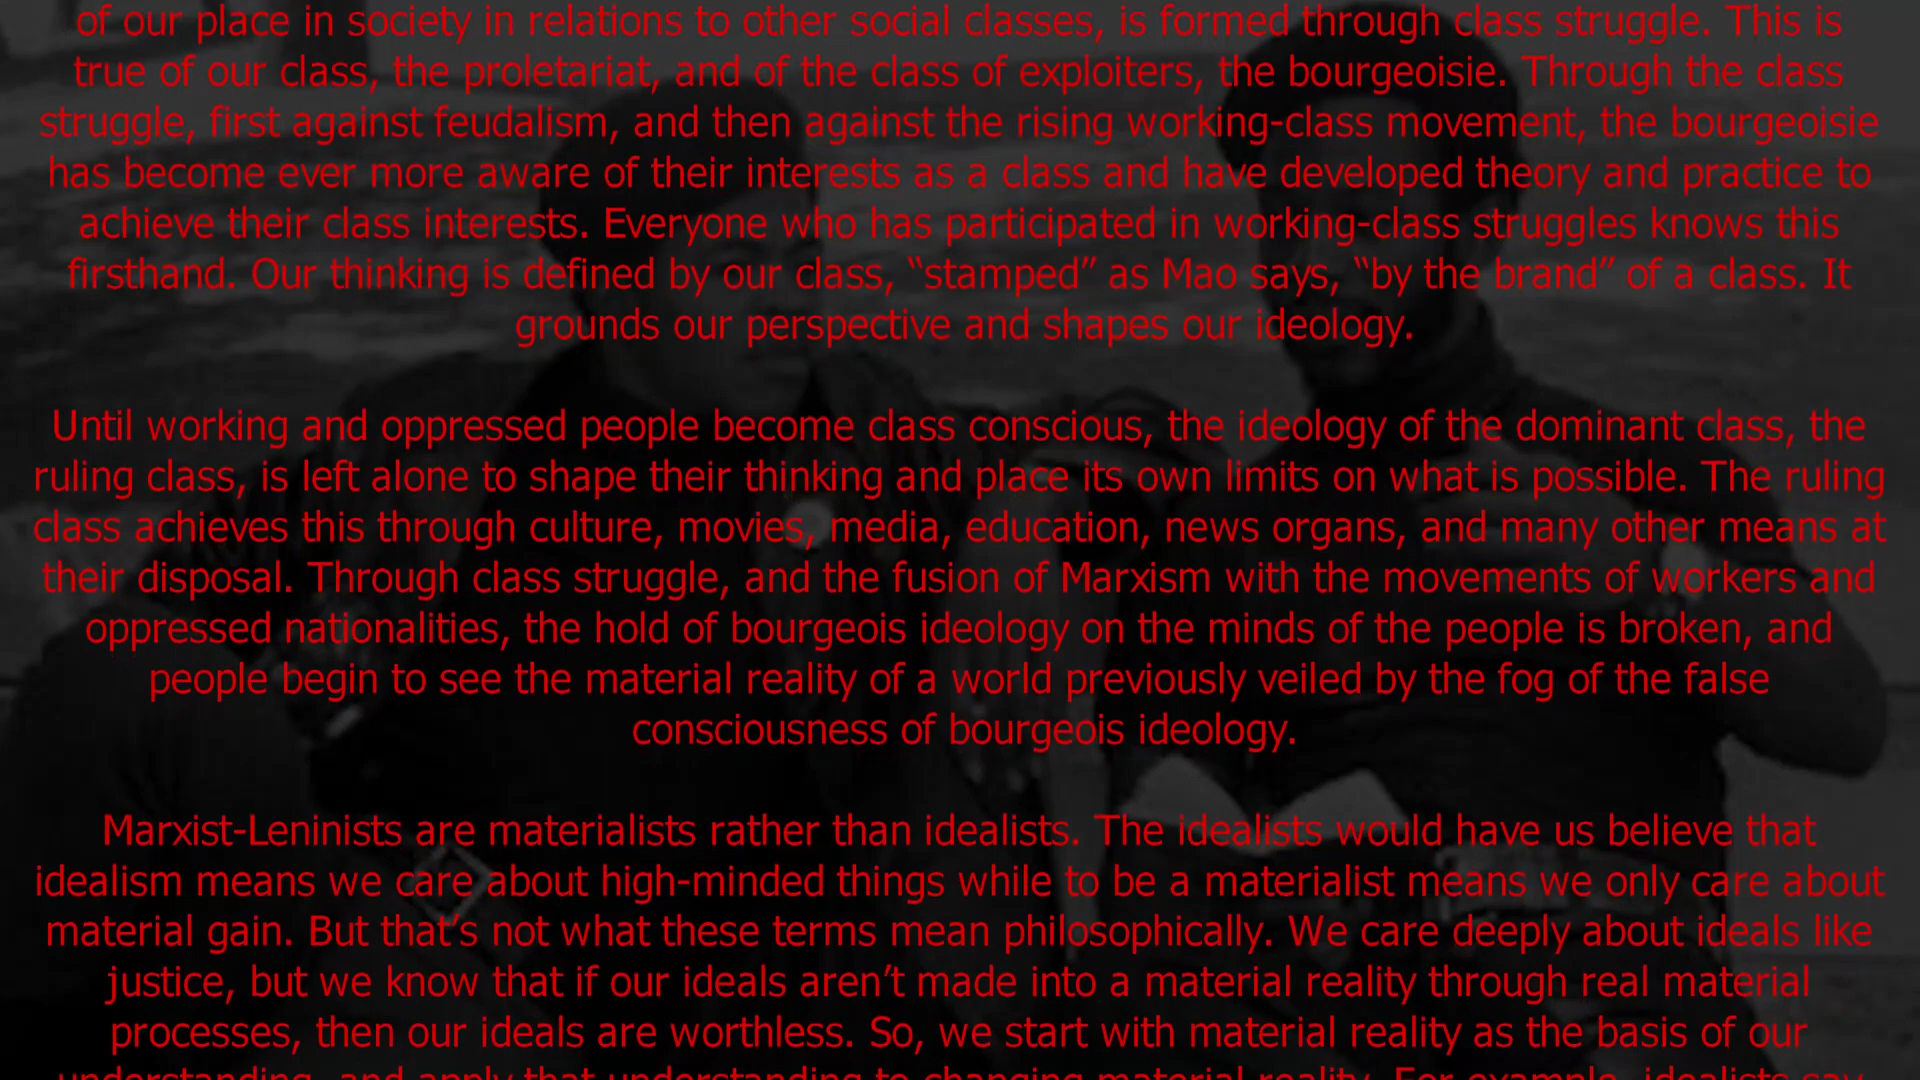 of our place in society in relations to other social classes, is formed through class struggle. This is
true of our class, the proletariat, and of the class of exploiters, the bourgeoisie. Through the class
struggle, first against feudalism, and then against the rising working-class movement, the bourgeoisie
has become ever more aware of their interests as a class and have developed theory and practice to
achieve their class interests. Everyone who has participated in working-class struggles knows this
firsthand. Our thinking is defined by our class, “stamped” as Mao says, “by the brand” of a class. It
grounds our perspective and shapes our ideology.
Until working and oppressed people become class conscious, the ideology of the dominant class, the
ruling class, is left alone to shape their thinking and place its own limits on what is possible. The ruling
class achieves this through culture, movies, media, education, news organs, and many other means at
their disposal. Through class struggle, and the fusion of Marxism with the movements of workers and
oppressed nationalities, the hold of bourgeois ideology on the minds of the people is broken, and
people begin to see the material reality of a world previously veiled by the fog of the false
consciousness of bourgeois ideology.
Marxist-Leninists are materialists rather than idealists. The idealists would have us believe that
idealism means we care about high-minded things while to be a materialist means we only care about
material gain. But that’s not what these terms mean philosophically. We care deeply about ideals like
justice, but we know that if our ideals aren’t made into a material reality through real material
processes, then our ideals are worthless. So, we start with material reality as the basis of our
understanding, and apply that understanding to changing material reality. For example, idealists say